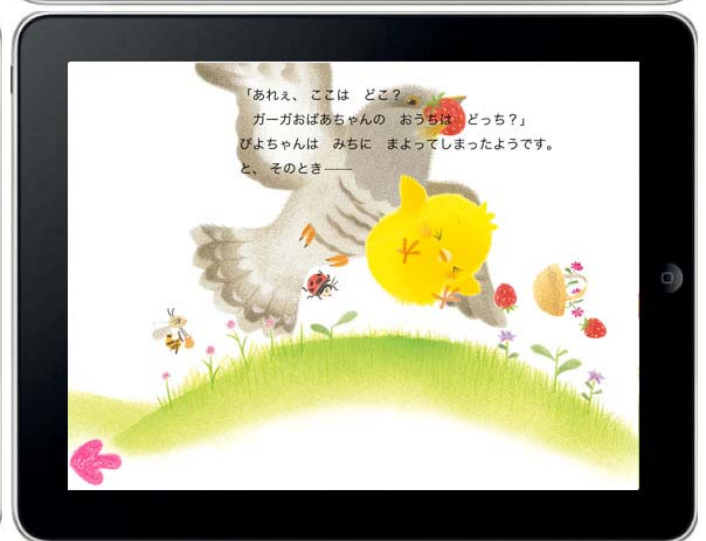 「あれぇ、 ここは　どこ？
　ガーガおばあちゃんの　おうちは　どっち？」
ぴよちゃんは　みちに　まよってしまったようです。
と、 そのとき──